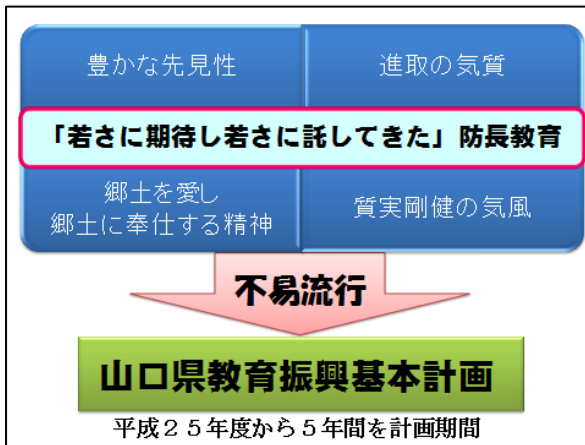 豊かな先見性
進取の気質
「若さに期待し若さに託してきた」防長教育
郷土を愛し
郷土に奉仕する精神
質実剛健の気風
不易流行
山口県教育振興基本計画
平成２５年度から５年間を計画期間